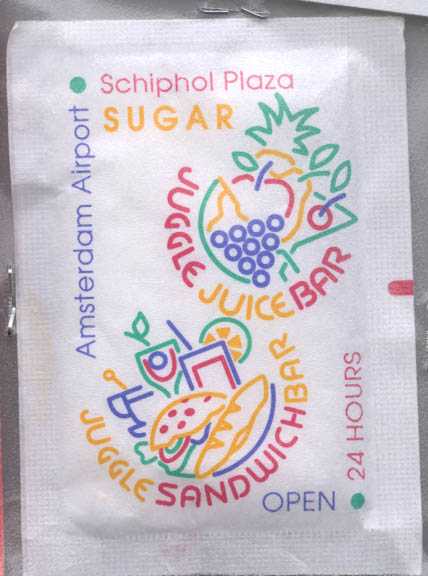 Schiphol Plaza
SUGAR
Amsterdam Airport
JUGGLE JUICE BAR
JUGGLE SANDWICH BAR
OPEN
24 HOURS